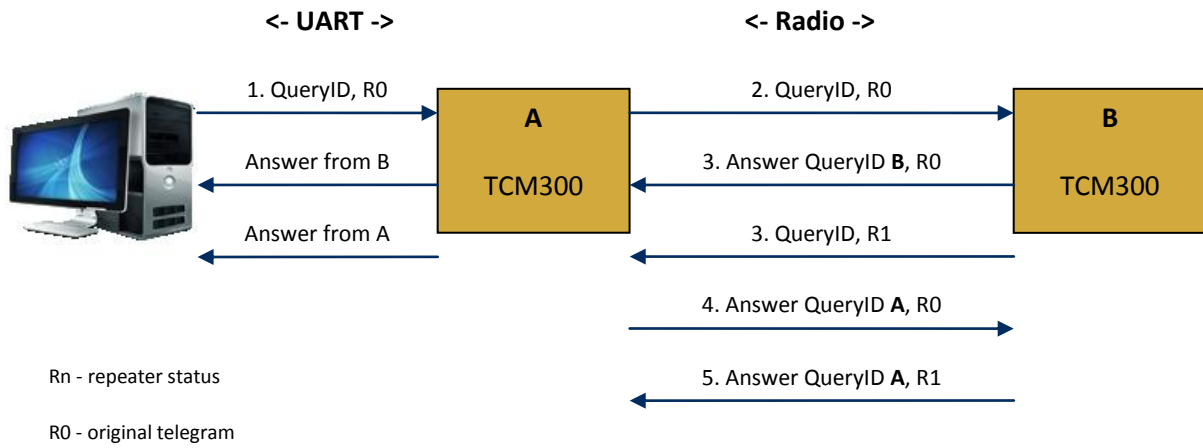 <- UART ->
<- Radio ->
1. QueryID, R0
2. QueryID, R0
A
B
Answer from B
3. Answer QueryID B, R0
TCM300
TCM300
Answer from A
3. QueryID, R1
4. Answer QueryID A, R0
Rn - repeater status
5. Answer QueryID A, R1
R0 - original telegram